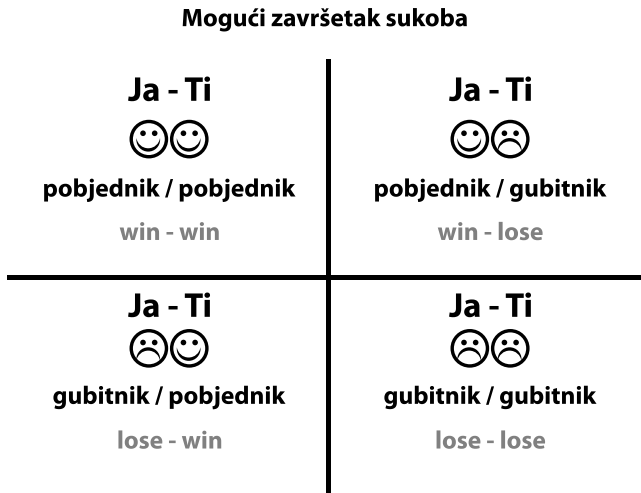 Mogući završetak sukoba
Ja - Ti
pobjednik / pobjednik
win - win
Ja - Ti
pobjednik / gubitnik
win - lose
Ja - Ti
gubitnik / pobjednik
lose - win
Ja - Ti
gubitnik / gubitnik
lose - lose